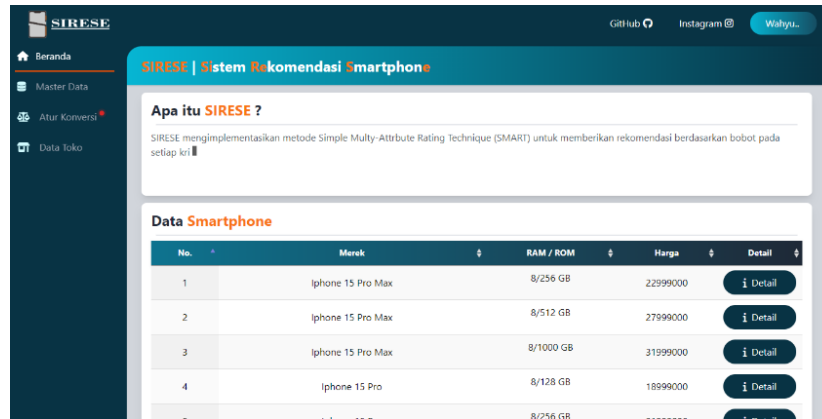 SIRESE
GitHub
Instagram
Wahyu..
Beranda
Master Data
Atur Konversi
Data Toko
SIRESE | Sistem Rekomendasi Smartphone
Apa itu SIRESE ?
SIRESE mengimplementasikan metode Simple Multy-Attrbute Rating Technique (SMART) untuk memberikan rekomendasi berdasarkan bobot pada
setiap kri
Data Smartphone
No. Merek RAM / ROM Harga Detail
1 Iphone 15 Pro Max 8/256 GB 22999000 Detail
2 Iphone 15 Pro Max 8/512 GB 27999000 Detail
3 Iphone 15 Pro Max 8/1000 GB 31999000 Detail
4 Iphone 15 Pro 8/128 GB 18999000 Detail
8/256 GB